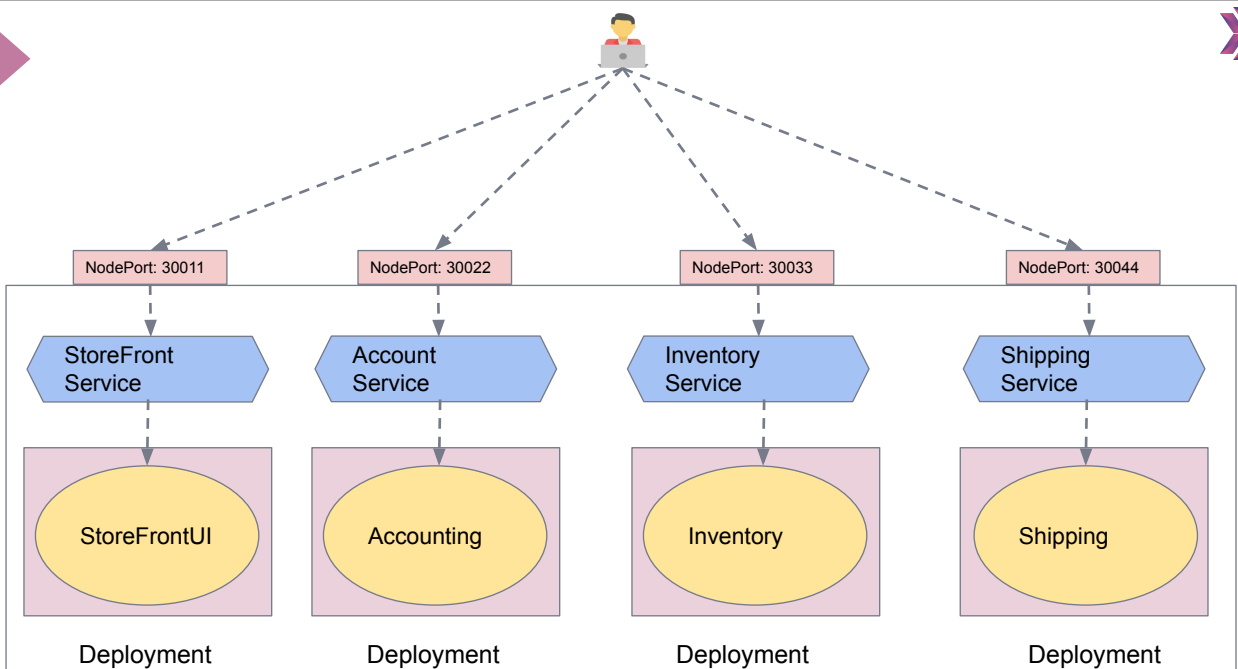 NodePort: 30011
NodePort: 30022
NodePort: 30033
NodePort: 30044
StoreFront
Service
Account
Service
Inventory
Service
Shipping
Service
StoreFrontUI
Accounting
Inventory
Shipping
Deployment
Deployment
Deployment
Deployment